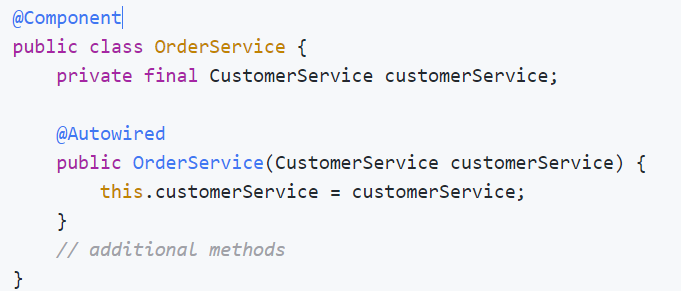 @Component
public class OrderService {
    private final CustomerService customerService;

    @Autowired
    public OrderService(CustomerService customerService) {
        this.customerService = customerService;
    }
    // additional methods
}